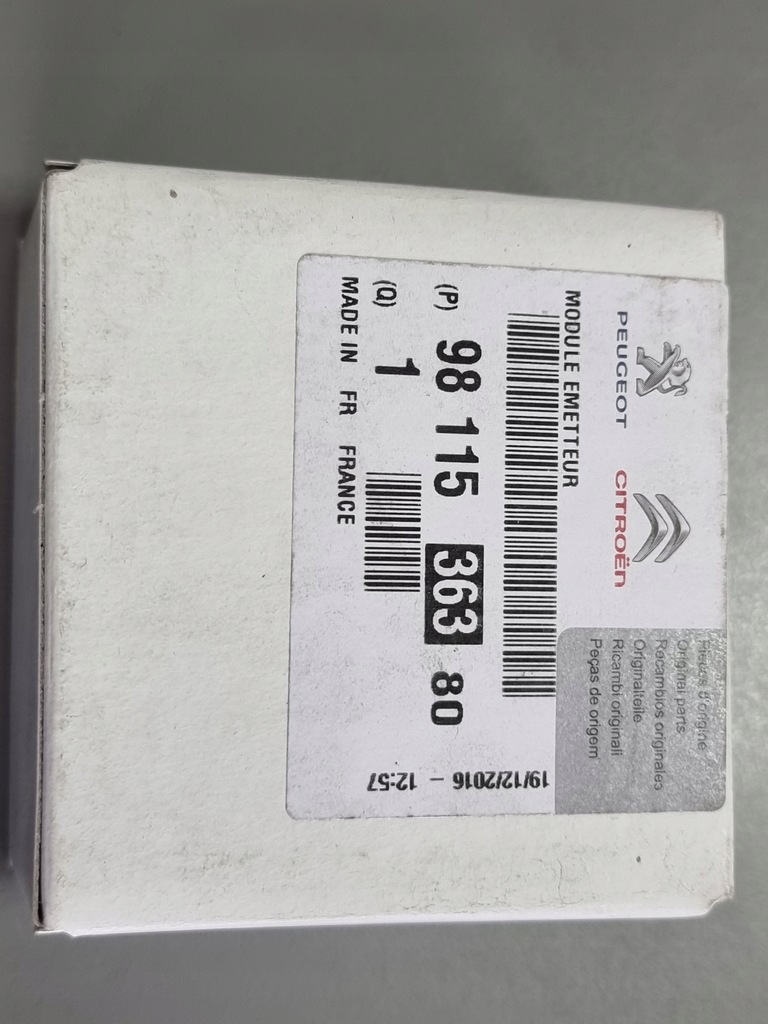 PEUGEOT
CITROËN
Pièces d'origine
Original parts
Recambios originales
Originalteile
Ricambi originali
Peças de origem
MODULE EMETTEUR
(P) 98 115 363 80
(Q) 1
MADE IN FR FRANCE
19/12/2016 - 12:57